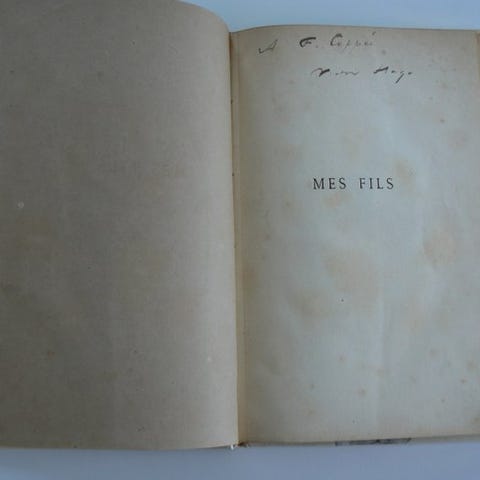 A F. Coppée
Victor Hugo
MES FILS